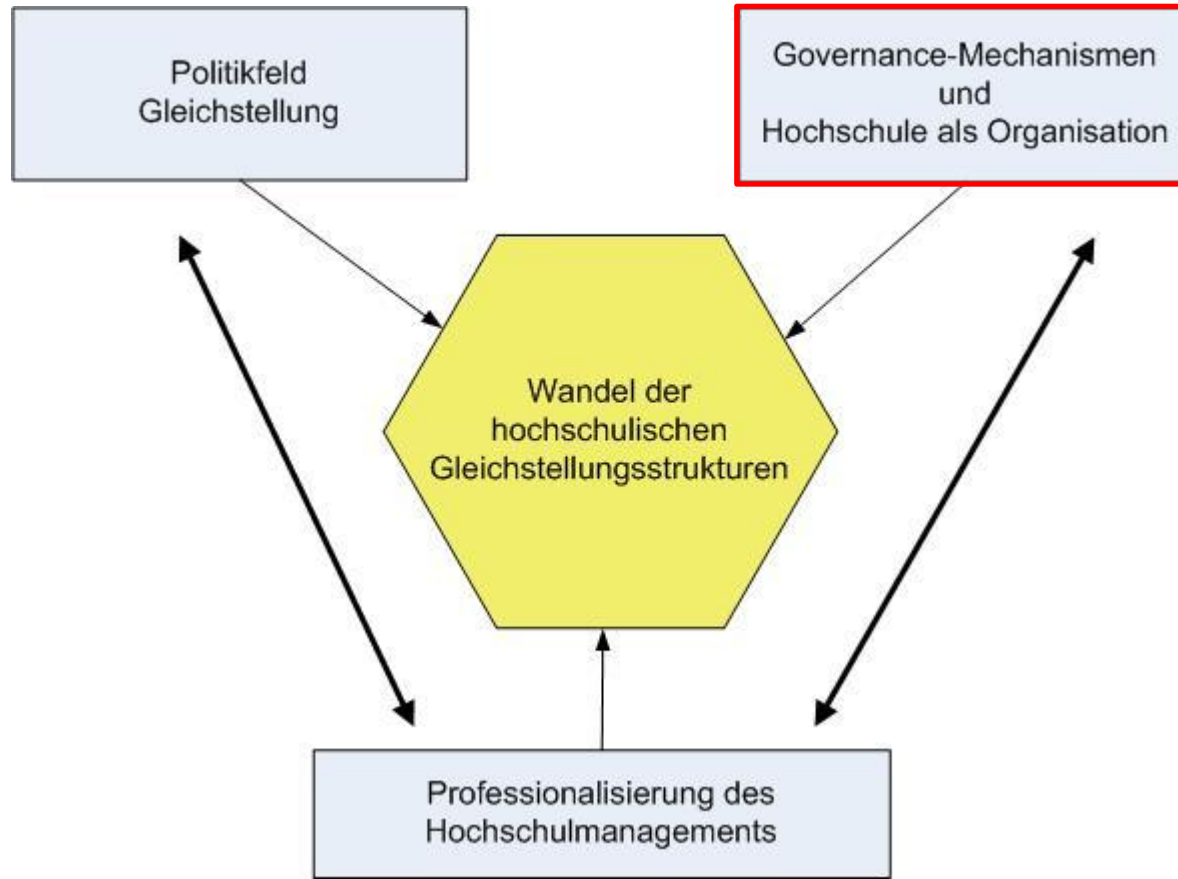 Politikfeld
Gleichstellung
Governance-Mechanismen
und
Hochschule als Organisation
Wandel der
hochschulischen
Gleichstellungsstrukturen
Professionalisierung des
Hochschulmanagements